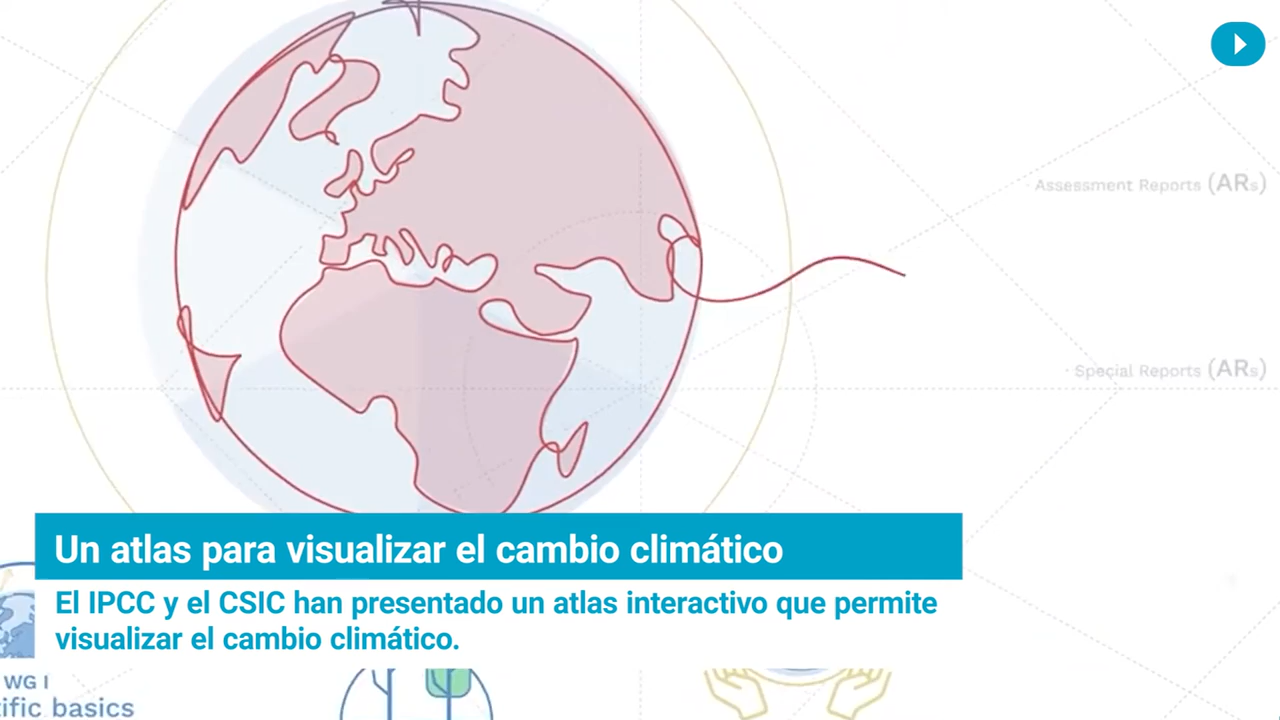 Assessment Reports (ARs)
Special Reports (ARs)
Un atlas para visualizar el cambio climático
El IPCC y el CSIC han presentado un atlas interactivo que permite
visualizar el cambio climático.
WG I
tific basics